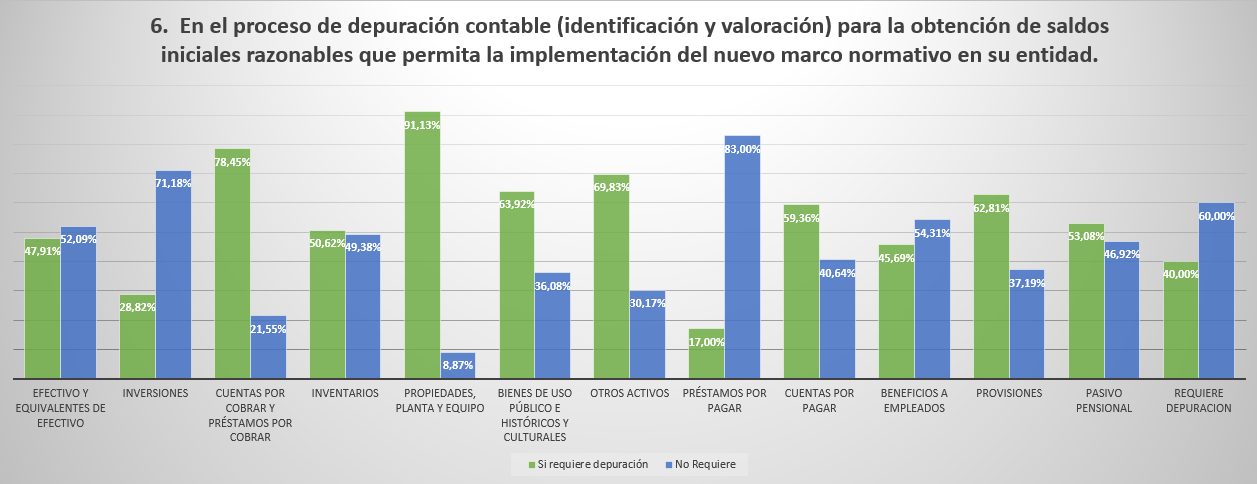 6.  En el proceso de depuración contable (identificación y valoración) para la obtención de saldos
iniciales razonables que permita la implementación del nuevo marco normativo en su entidad.
47,91%
52,09%
28,82%
71,18%
78,45%
21,55%
50,62%
49,38%
91,13%
8,87%
63,92%
36,08%
69,83%
30,17%
17,00%
83,00%
59,36%
40,64%
45,69%
54,31%
62,81%
37,19%
53,08%
46,92%
40,00%
60,00%
EFECTIVO Y
EQUIVALENTES DE
EFECTIVO
INVERSIONES
CUENTAS POR
COBRAR Y
PRÉSTAMOS POR
COBRAR
INVENTARIOS
PROPIEDADES,
PLANTA Y EQUIPO
BIENES DE USO
PÚBLICO E
HISTÓRICOS Y
CULTURALES
OTROS ACTIVOS
PRÉSTAMOS POR
PAGAR
CUENTAS POR
PAGAR
BENEFICIOS A
EMPLEADOS
PROVISIONES
PASIVO
PENSIONAL
REQUIERE
DEPURACION
Si requiere depuración
No Requiere